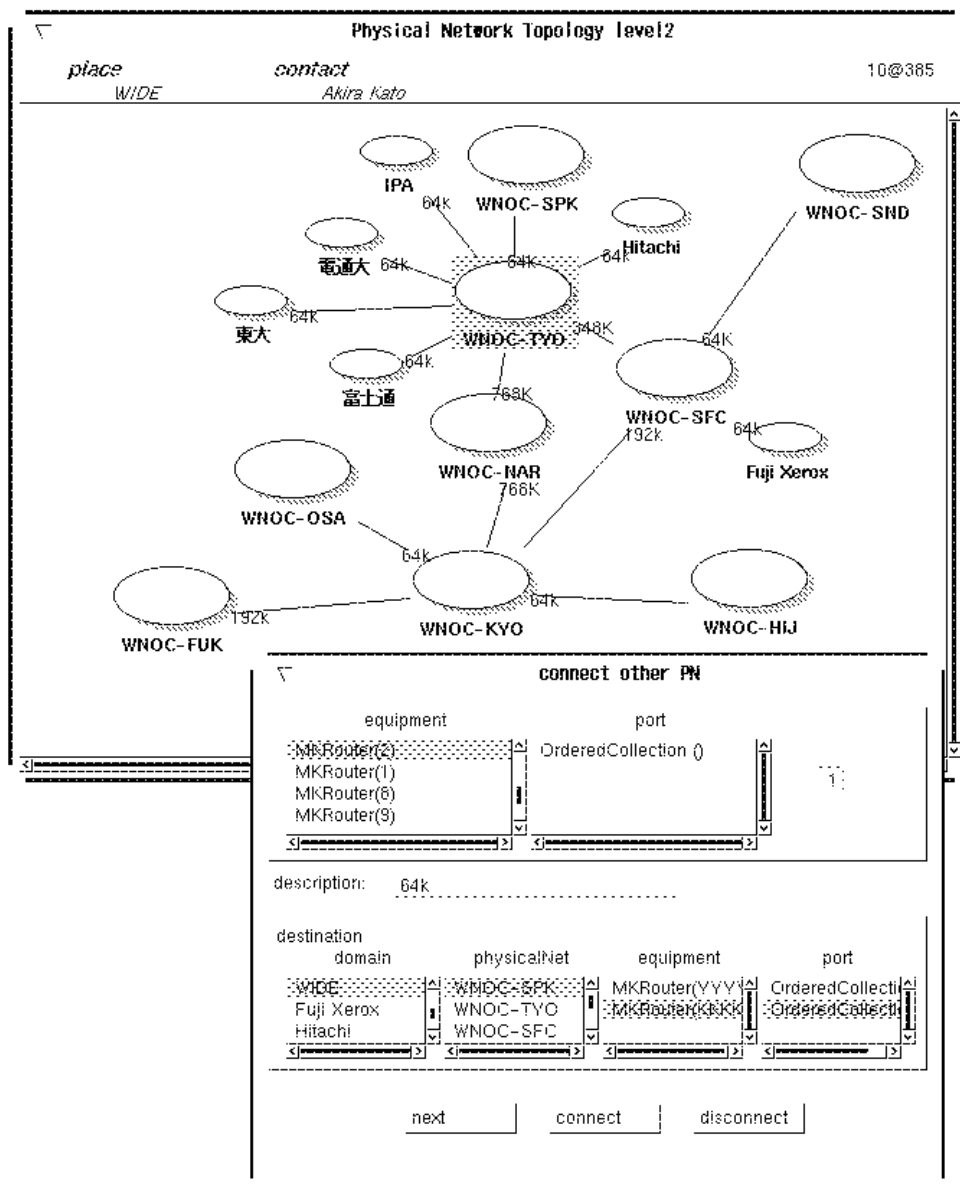 Physical Network Topology level2
place contact 10@385
WIDE Akira Kato
IPA
64k
WNOC-SPK
WNOC-SND
Hitachi
64k
電通大 64k
64k
東大
64k
WNOC-TYO
348K
64K
富士通
64k
768K
WNOC-SFC
192k
64k
WNOC-NAR
Fuji Xerox
768K
WNOC-OSA
64k
WNOC-FUK
192k
WNOC-KYO
64k
WNOC-HIJ
connect other PN
equipment port
MKRouter(2) OrderedCollection ()
MKRouter(1) 1
MKRouter(8)
MKRouter(9)
description: 64k
destination
domain physicalNet equipment port
WIDE WNOC-SPK MKRouter(YYYY OrderedCollecti
Fuji Xerox WNOC-TYO MKRouter(KKKK OrderedCollecti
Hitachi WNOC-SFC
next connect disconnect